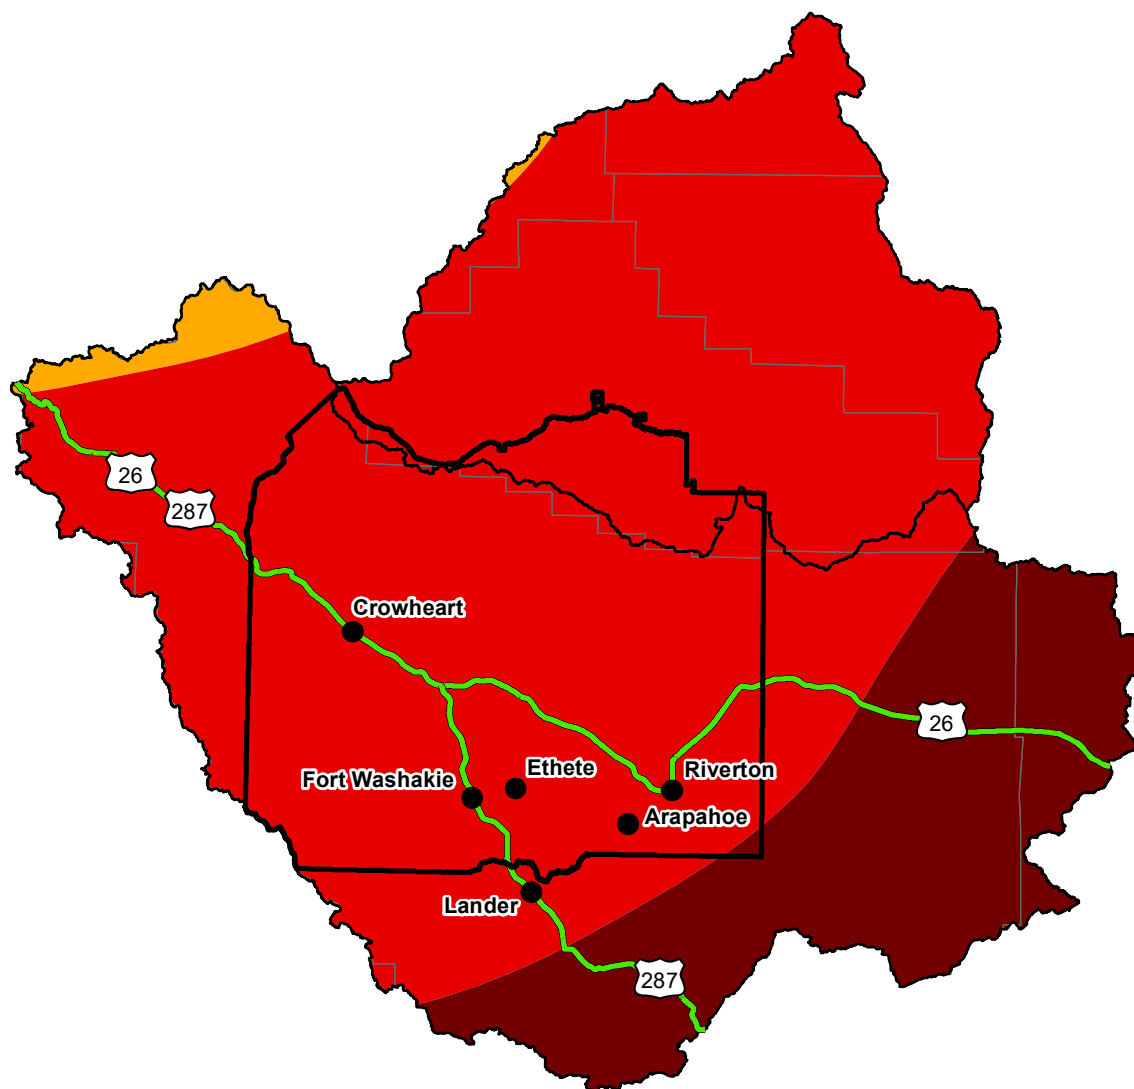 26
287
Crowheart
26
Ethete
Riverton
Fort Washakie
Arapahoe
Lander
287